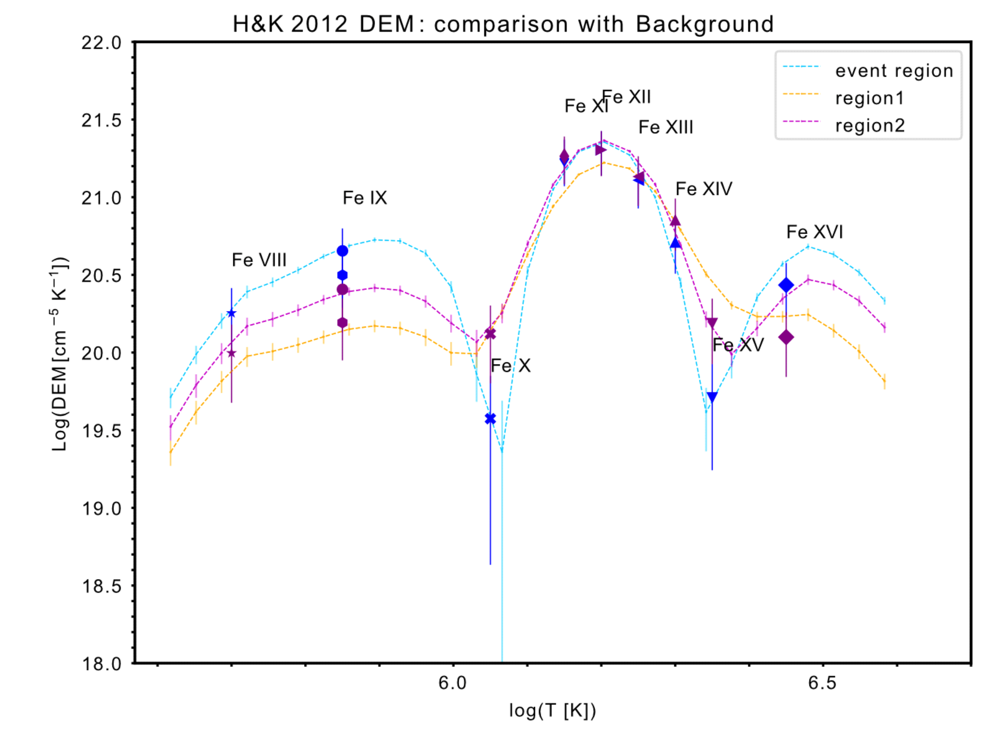 H&K 2012 DEM: comparison with Background
22.0
21.5
21.0
20.5
20.0
19.5
19.0
18.5
18.0
Log(DEM[cm⁻⁵ K⁻¹])
event region
region1
region2
Fe VIII
Fe IX
Fe X
Fe XI
Fe XII
Fe XIII
Fe XIV
Fe XV
Fe XVI
6.0
6.5
log(T [K])